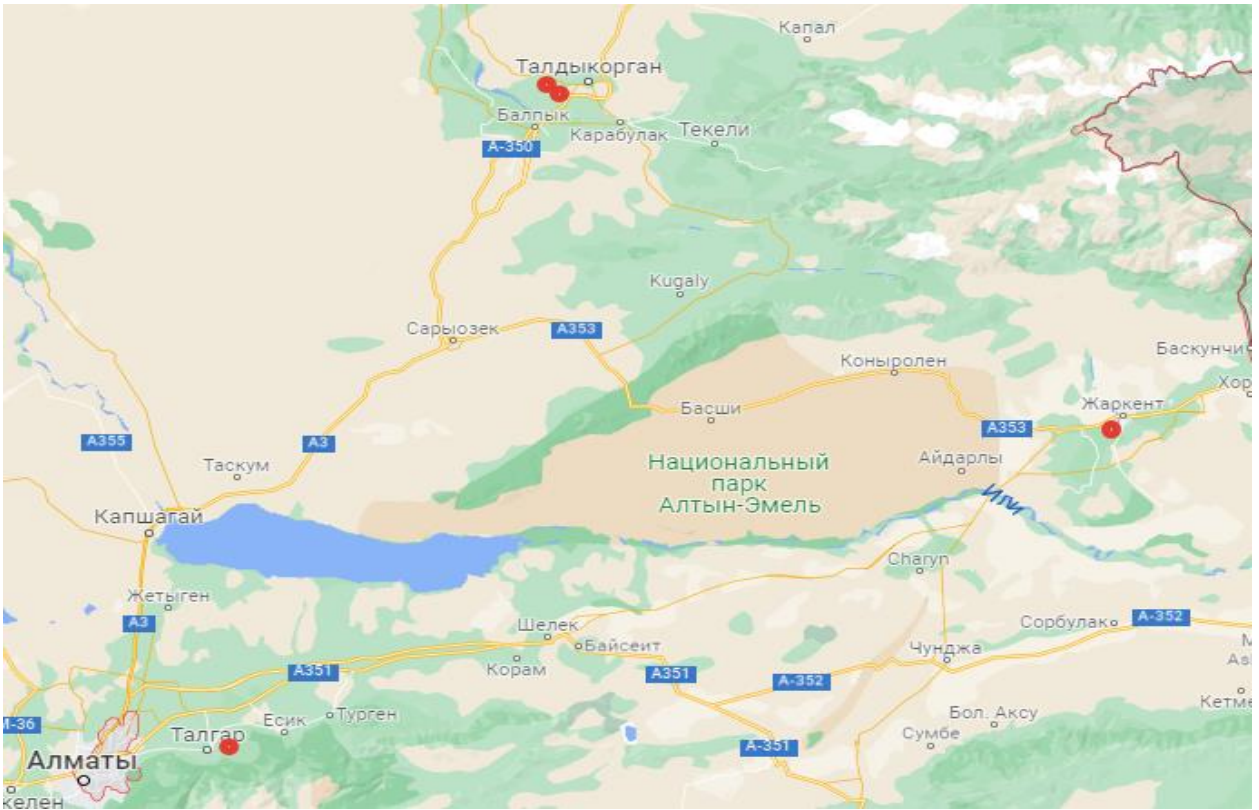 Капал
Талдыкорган
Балпык
Карабулак
Текели
А-350
Kugaly
Сарыозек
А353
Коныролен
Баскунчи
Хор
Жаркент
Басши
А353
А355
А3
Таскум
Айдарлы
Национальный
парк
Алтын-Эмель
Или
Капшагай
Charyn
Жетыген
А3
Шелек
Байсеит
Корам
Сорбулак
А-352
Чунджа
А351
А351
А-352
Кетме
Есик
Турген
Бол. Аксу
М-36
Талгар
Сумбе
А-351
Алматы
келен